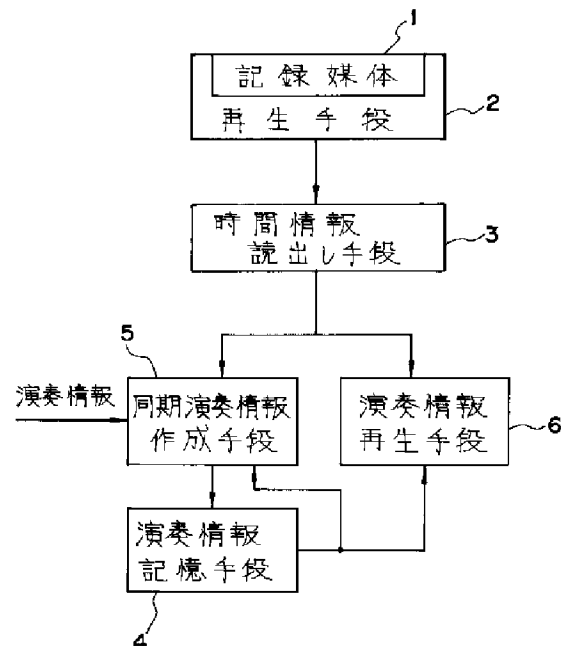 1
記録媒体
再生手段
2
時間情報
読出し手段
3
5
演奏情報
同期演奏情報
作成手段
演奏情報
再生手段
6
演奏情報
記憶手段
4